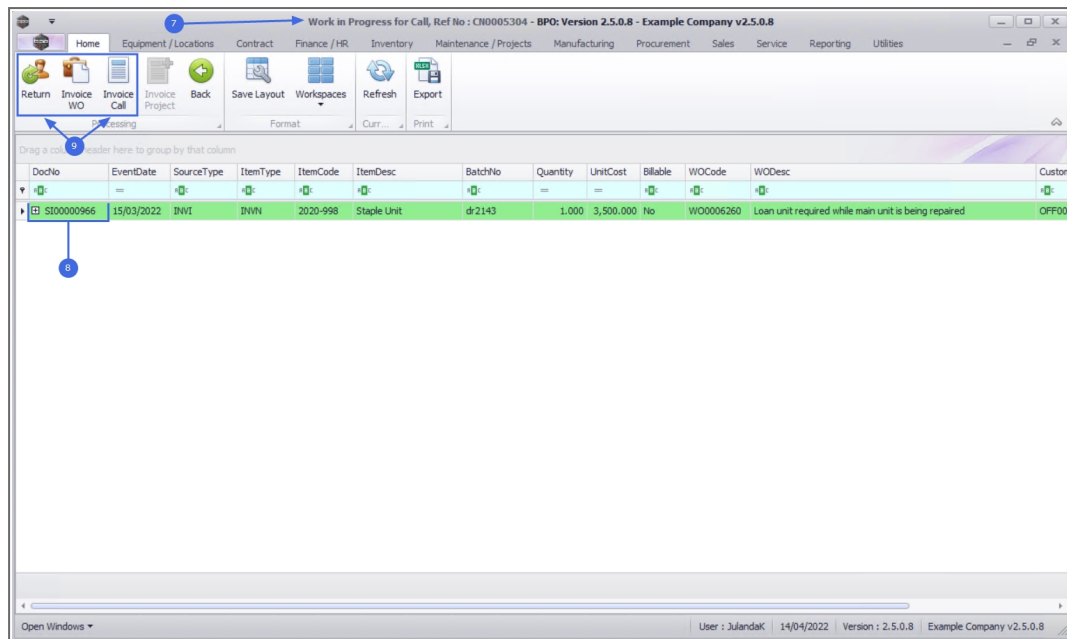 7
Work in Progress for Call, Ref No : CN0005304 - BPO: Version 2.5.0.8 - Example Company v2.5.0.8
Home Equipment / Locations Contract Finance / HR Inventory Maintenance / Projects Manufacturing Procurement Sales Service Reporting Utilities
Return Invoice WO Invoice Call Invoice Project Back Save Layout Workspaces Refresh Export
Processing Format Curr... Print
9
Drag a column header here to group by that column
DocNo EventDate SourceType ItemType ItemCode ItemDesc BatchNo Quantity UnitCost Billable WOCode WODesc Custom
SI00000966 15/03/2022 INVI INVN 2020-998 Staple Unit dr2143 1.000 3,500.000 No WO0006260 Loan unit required while main unit is being repaired OFF00
8
Open Windows User : JulandaK 14/04/2022 Version : 2.5.0.8 Example Company v2.5.0.8